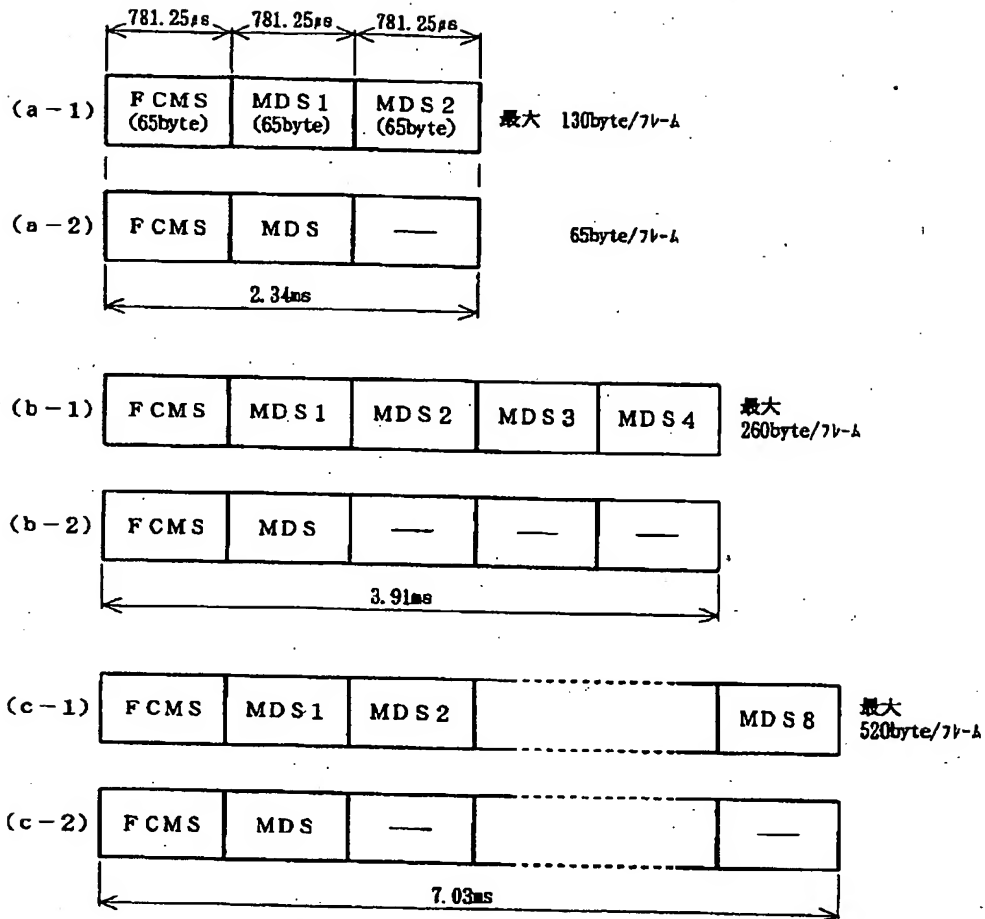 781.25μs 781.25μs 781.25μs
(a-1) FCMS MDS1 MDS2 最大 130byte/フレーム
(65byte) (65byte) (65byte)
(a-2) FCMS MDS — 65byte/フレーム
2.34ms
(b-1) FCMS MDS1 MDS2 MDS3 MDS4 最大
260byte/フレーム
(b-2) FCMS MDS — — —
3.91ms
(c-1) FCMS MDS1 MDS2 MDS8 最大
520byte/フレーム
(c-2) FCMS MDS — —
7.03ms